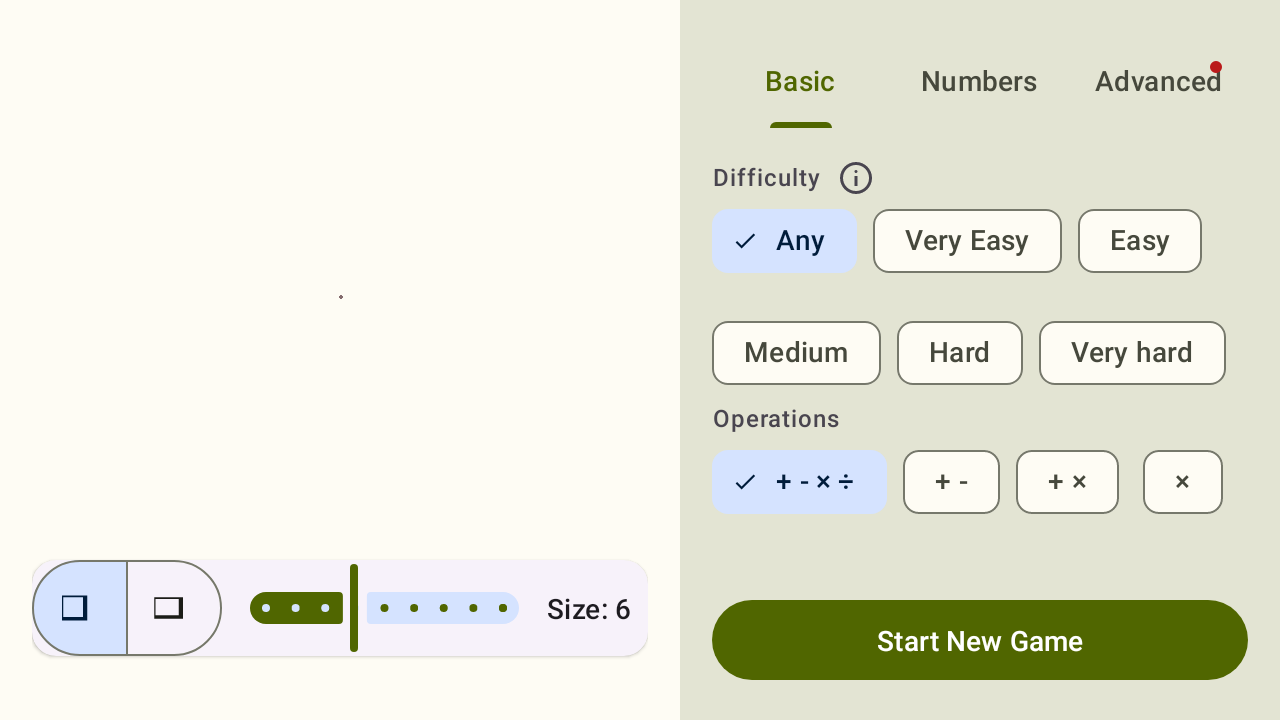 Basic Numbers Advanced
Difficulty
Any Very Easy Easy
Medium Hard Very hard
Operations
+ - × ÷ + - + × ×
❑ ❑ Size: 6
Start New Game